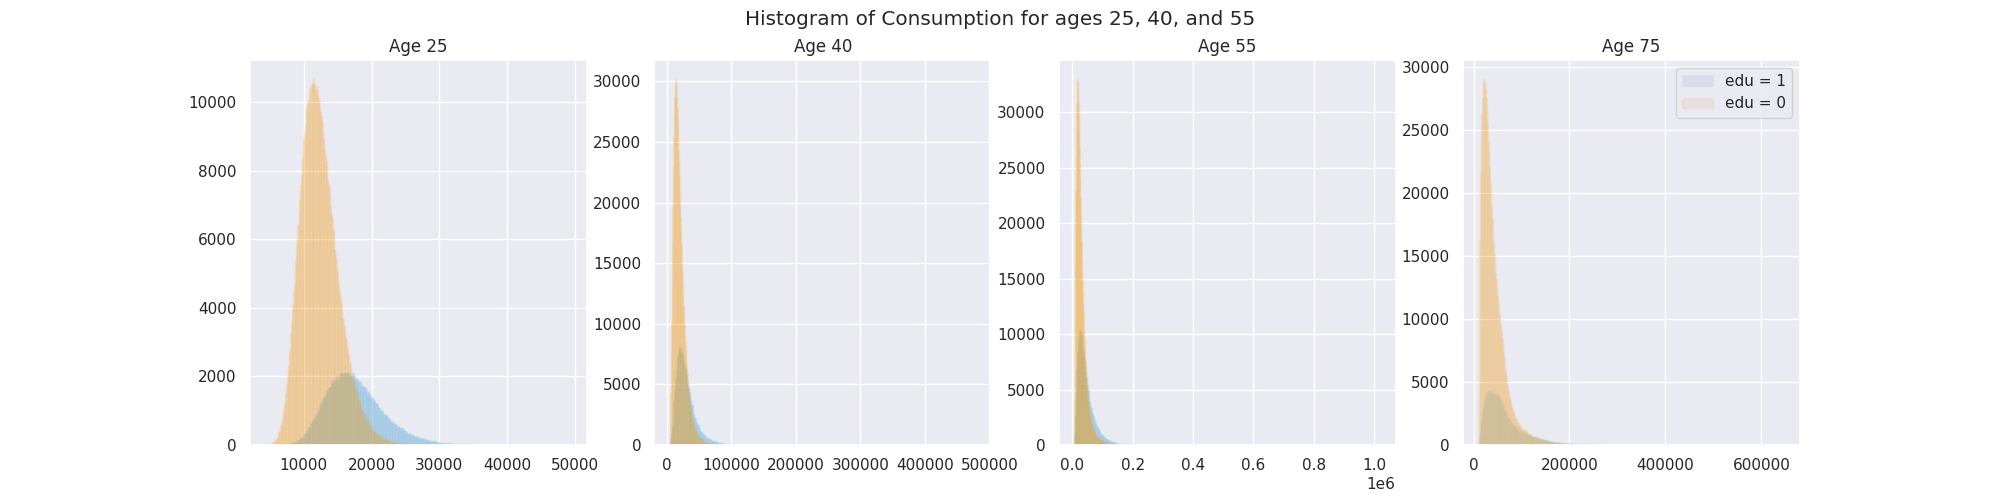 Histogram of Consumption for ages 25, 40, and 55
Age 25
10000
8000
6000
4000
2000
0
10000 20000 30000 40000 50000
Age 40
30000
25000
20000
15000
10000
5000
0
0 100000 200000 300000 400000 500000
Age 55
30000
25000
20000
15000
10000
5000
0
0.0 0.2 0.4 0.6 0.8 1.0
1e6
Age 75
30000
25000
20000
15000
10000
5000
0
0 200000 400000 600000
edu = 1
edu = 0